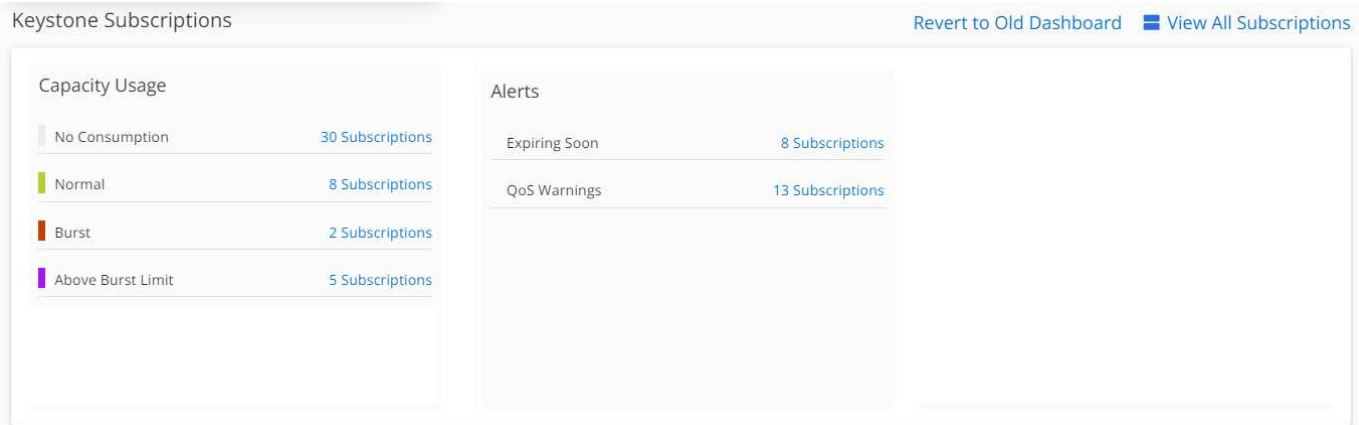 Keystone Subscriptions
Revert to Old Dashboard View All Subscriptions
Capacity Usage
No Consumption 30 Subscriptions
Normal 8 Subscriptions
Burst 2 Subscriptions
Above Burst Limit 5 Subscriptions
Alerts
Expiring Soon 8 Subscriptions
QoS Warnings 13 Subscriptions